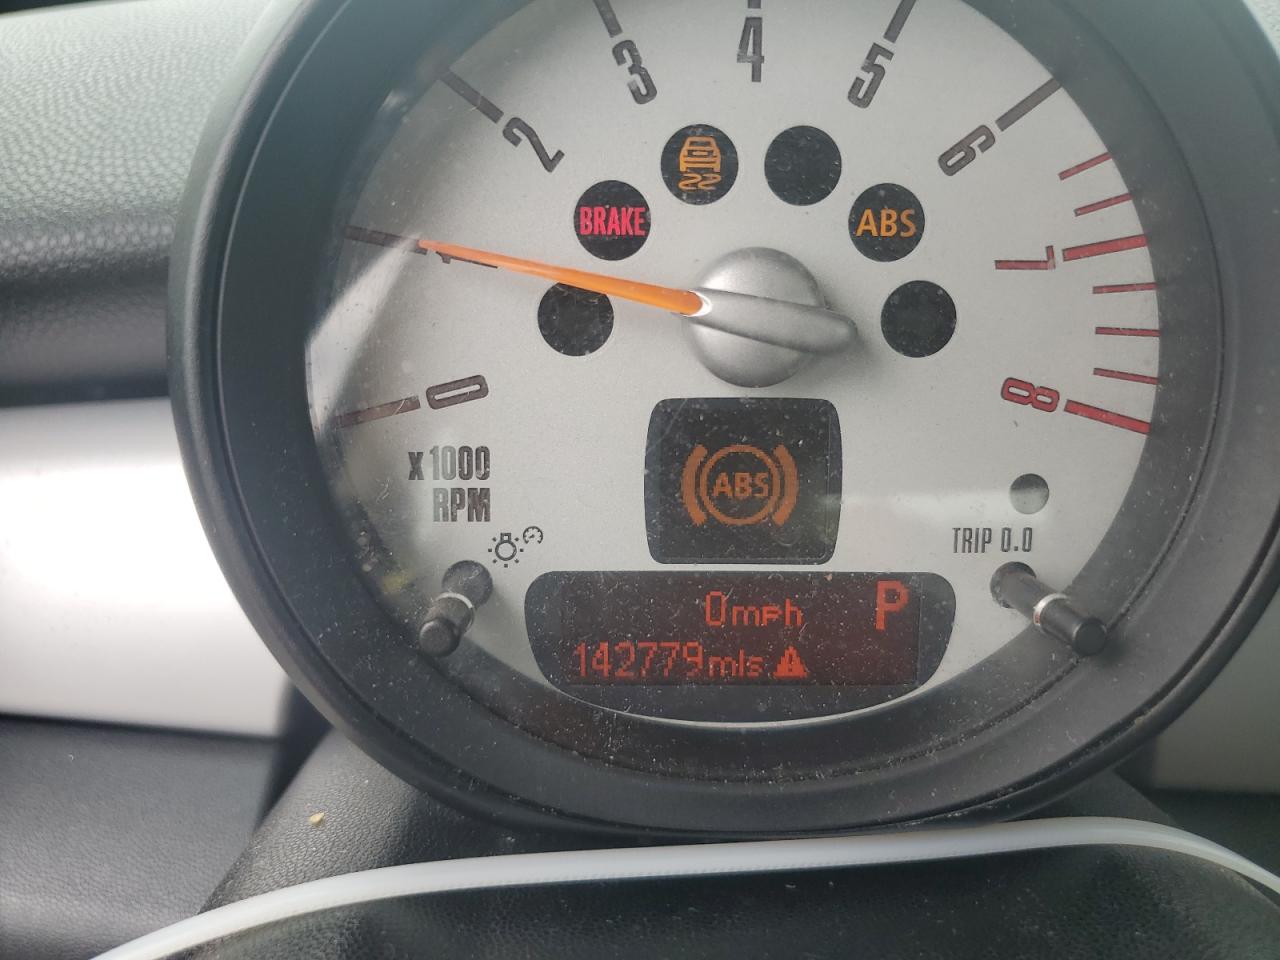 4
3
5
2
6
BRAKE
ABS
1
7
0
8
x1000
RPM
ABS
TRIP 0.0
0mph P
142779mls